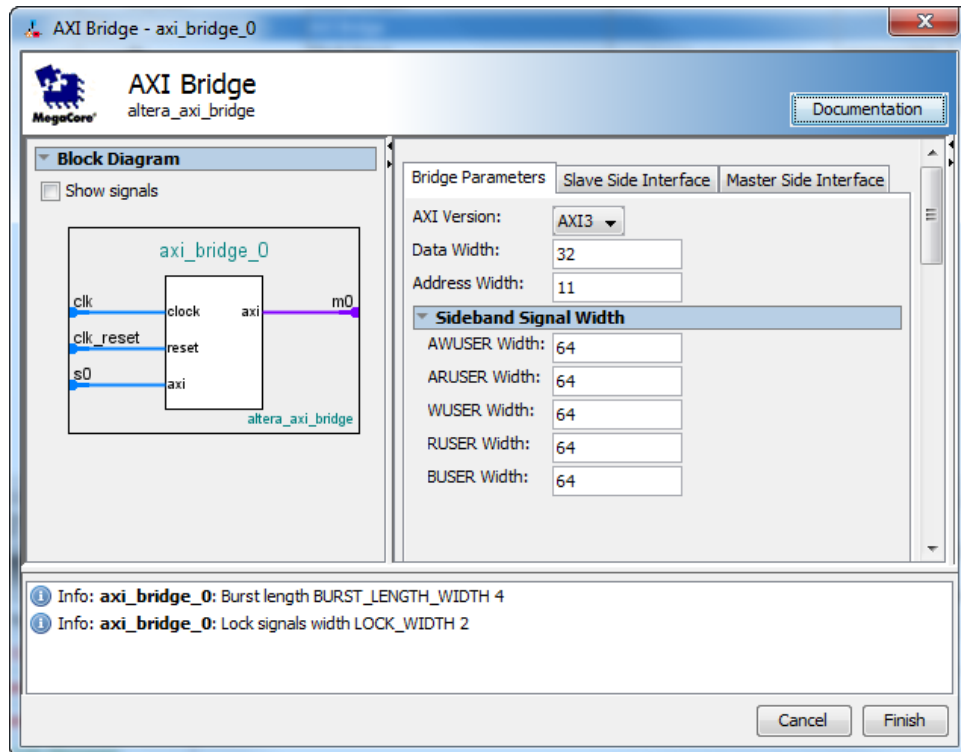 AXI Bridge - axi_bridge_0
AXI Bridge
altera_axi_bridge
MegaCore®
Documentation
Block Diagram
Show signals
axi_bridge_0
clk
clock
axi
m0
clk_reset
reset
s0
axi
altera_axi_bridge
Bridge Parameters
Slave Side Interface
Master Side Interface
AXI Version: AXI3
Data Width: 32
Address Width: 11
Sideband Signal Width
AWUSER Width: 64
ARUSER Width: 64
WUSER Width: 64
RUSER Width: 64
BUSER Width: 64
Info: axi_bridge_0: Burst length BURST_LENGTH_WIDTH 4
Info: axi_bridge_0: Lock signals width LOCK_WIDTH 2
Cancel
Finish